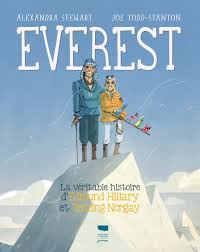 ALEXANDRA STEWART JOE TODD-STANTON
EVEREST
La véritable histoire
d'Edmund Hillary
et Tenzing Norgay